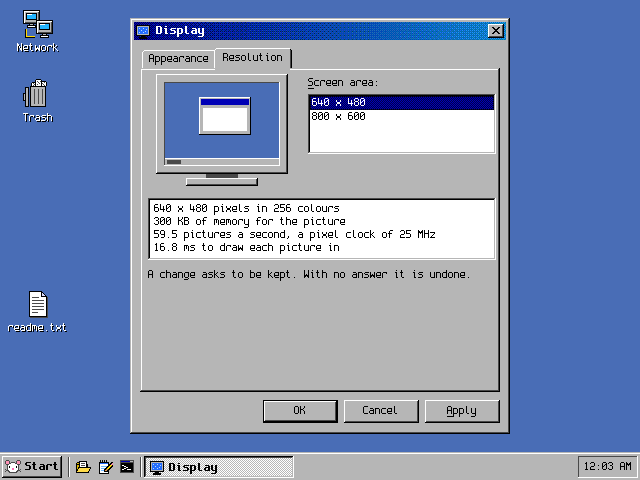 Network
Trash
readme.txt
Display
Appearance
Resolution
Screen area:
640 x 480
800 x 600
640 x 480 pixels in 256 colours
300 KB of memory for the picture
59.5 pictures a second, a pixel clock of 25 MHz
16.8 ms to draw each picture in
A change asks to be kept. With no answer it is undone.
OK
Cancel
Apply
Start
Display
12:03 AM